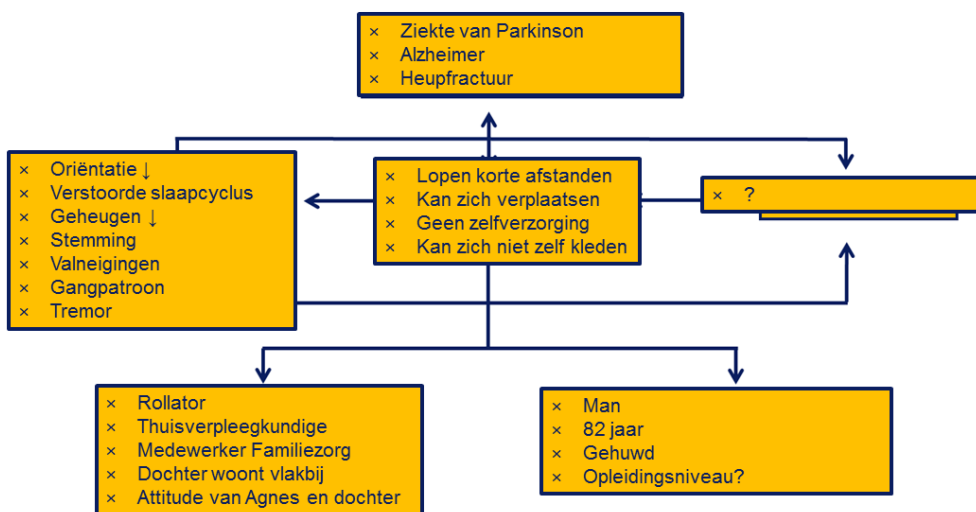 × Ziekte van Parkinson
× Alzheimer
× Heupfractuur
× Oriëntatie ↓
× Verstoorde slaapcyclus
× Geheugen ↓
× Stemming
× Valneigingen
× Gangpatroon
× Tremor
× Lopen korte afstanden
× Kan zich verplaatsen
× Geen zelfverzorging
× Kan zich niet zelf kleden
× ?
× Rollator
× Thuisverpleegkundige
× Medewerker Familiezorg
× Dochter woont vlakbij
× Attitude van Agnes en dochter
× Man
× 82 jaar
× Gehuwd
× Opleidingsniveau?